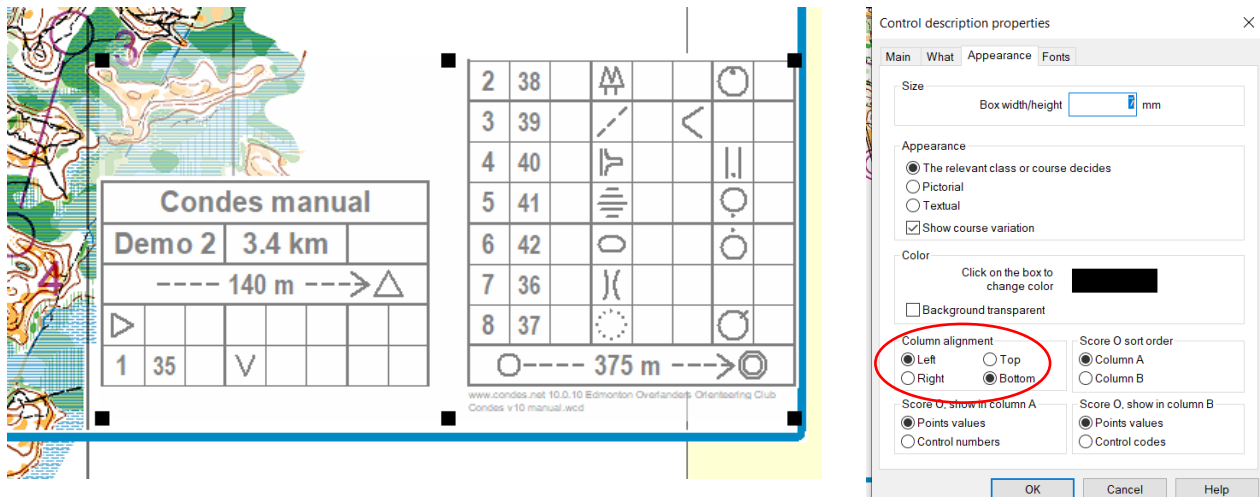 3
4
Condes manual
Demo 2 3.4 km
140 m
1 35
2 38
3 39
4 40
5 41
6 42
7 36
8 37
375 m
www.condes.net 10.0.10 Edmonton Overlanders Orienteering Club
Condes v10 manual.wcd
Control description properties
Main What Appearance Fonts
Size
Box width/height 7 mm
Appearance
The relevant class or course decides
Pictorial
Textual
Show course variation
Color
Click on the box to
change color
Background transparent
Column alignment
Left Top
Right Bottom
Score O sort order
Column A
Column B
Score O, show in column A
Points values
Control numbers
Score O, show in column B
Points values
Control codes
OK Cancel Help